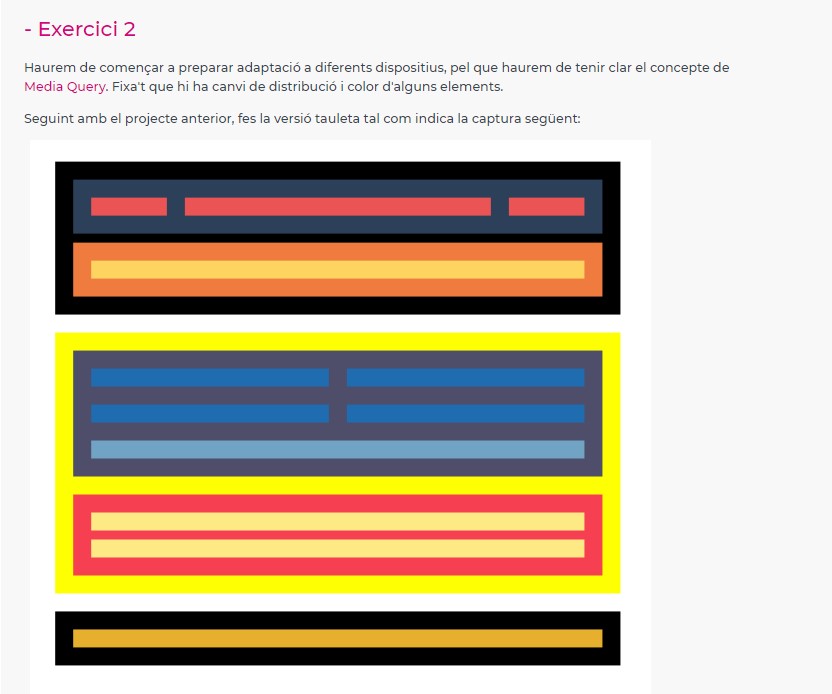 - Exercici 2
Haurem de començar a preparar adaptació a diferents dispositius, pel que haurem de tenir clar el concepte de
Media Query. Fixa't que hi ha canvi de distribució i color d'alguns elements.
Seguint amb el projecte anterior, fes la versió tauleta tal com indica la captura següent: